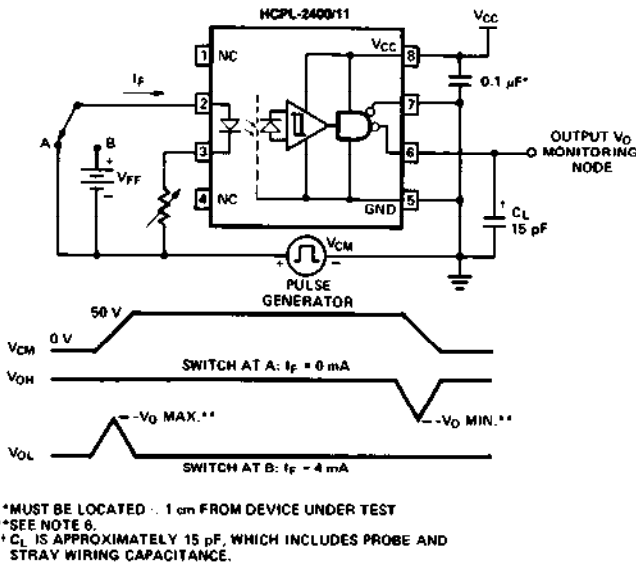 HCPL-2400/11
VCC
1 NC
VCC 8
0.1 µF*
IF
2
7
A
B
+
VFF
−
3
6
OUTPUT VO
MONITORING
NODE
4 NC
GND 5
† CL
15 pF
+ VCM −
PULSE
GENERATOR
50 V
0 V
VCM
SWITCH AT A: IF = 0 mA
VOH
VO MAX.**
VO MIN.**
VOL
SWITCH AT B: IF = 4 mA
*MUST BE LOCATED 1 cm FROM DEVICE UNDER TEST
*SEE NOTE 6.
† CL IS APPROXIMATELY 15 pF, WHICH INCLUDES PROBE AND
STRAY WIRING CAPACITANCE.